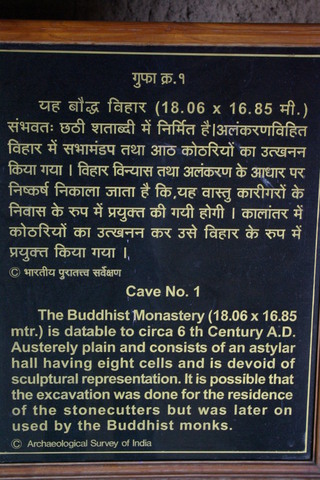 गुफा क्र.१
यह बौद्ध विहार (18.06 x 16.85 मी.)
संभवतः छठी शताब्दी में निर्मित है।अलंकरणविहित
विहार में सभामंडप तथा आठ कोठरियों का उत्खनन
किया गया । विहार विन्यास तथा अलंकरण के आधार पर
निष्कर्ष निकाला जाता है कि,यह वास्तु कारीगरों के
निवास के रुप में प्रयुक्त की गयी होगी । कालांतर में
कोठरियों का उत्खनन कर उसे विहार के रुप में
प्रयुक्त किया गया ।
© भारतीय पुरातत्त्व सर्वेक्षण
Cave No. 1
The Buddhist Monastery (18.06 x 16.85
mtr.) is datable to circa 6 th Century A.D.
Austerely plain and consists of an astylar
hall having eight cells and is devoid of
sculptural representation. It is possible that
the excavation was done for the residence
of the stonecutters but was later on
used by the Buddhist monks.
© Archaeological Survey of India